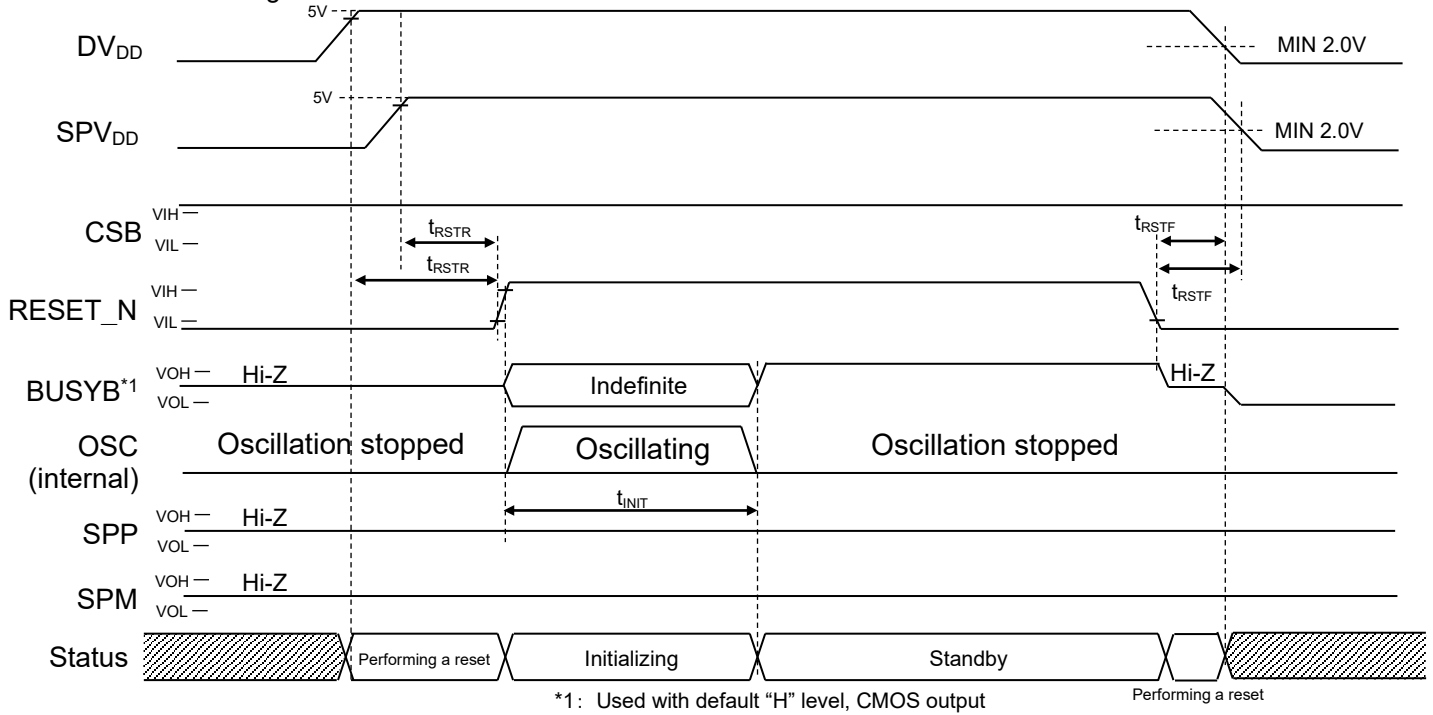 5V
DVDD
MIN 2.0V
5V
SPVDD
MIN 2.0V
VIH
CSB
VIL
tRSTR
tRSTF
tRSTR
tRSTF
VIH
RESET_N
VIL
VOH
Hi-Z
BUSYB*1
VOL
Indefinite
Hi-Z
OSC
(internal)
Oscillation stopped
Oscillating
Oscillation stopped
tINIT
VOH
Hi-Z
SPP
VOL
VOH
Hi-Z
SPM
VOL
Status
Performing a reset
Initializing
Standby
Performing a reset
*1: Used with default “H” level, CMOS output